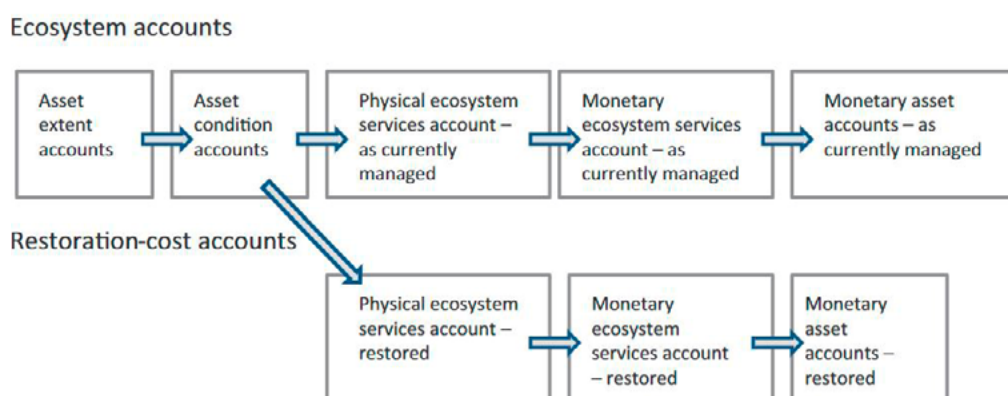 Ecosystem accounts
Asset
extent
accounts
Asset
condition
accounts
Physical ecosystem
services account –
as currently
managed
Monetary
ecosystem services
account – as
currently managed
Monetary asset
accounts – as
currently managed
Restoration-cost accounts
Physical ecosystem
services account –
restored
Monetary
ecosystem
services account
– restored
Monetary
asset
accounts –
restored